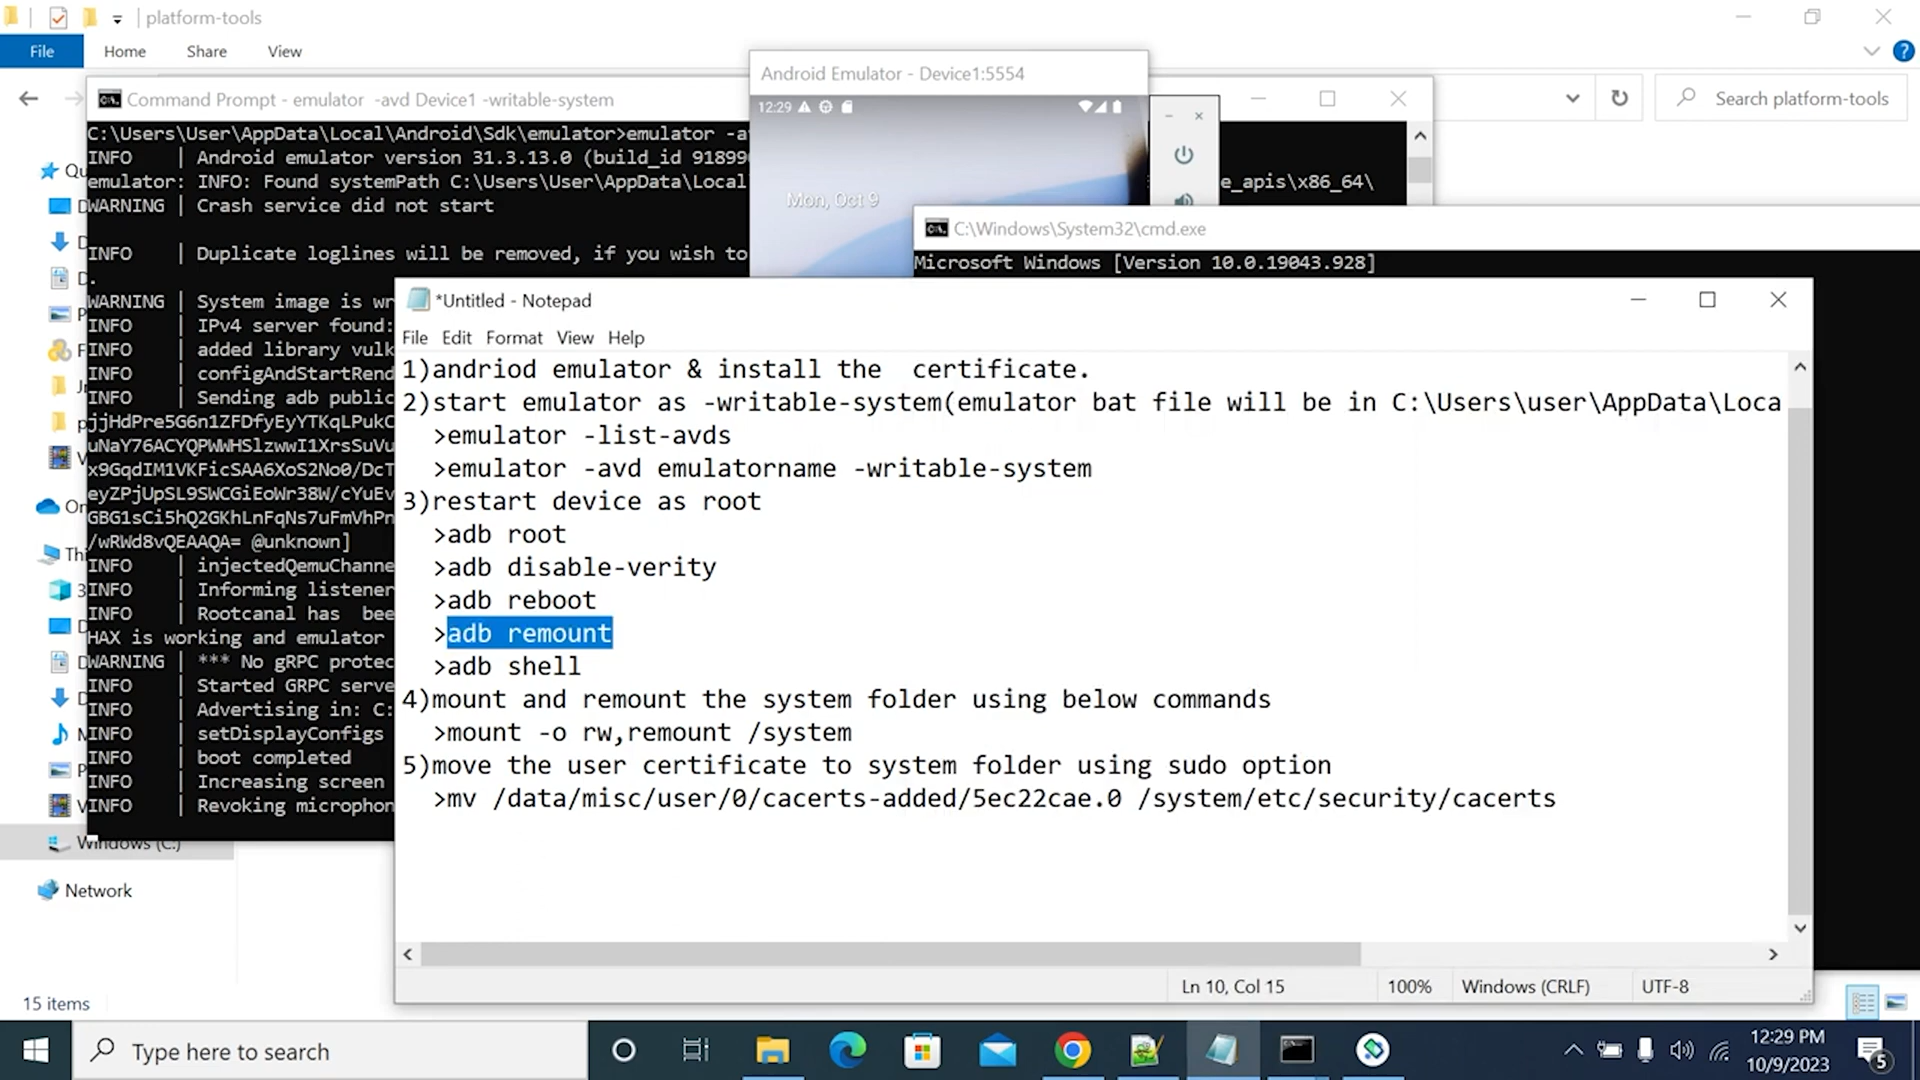 platform-tools
File Home Share View
Search platform-tools
Command Prompt - emulator -avd Device1 -writable-system
C:\Users\User\AppData\Local\Android\Sdk\emulator>emulator -a
INFO | Android emulator version 31.3.13.0 (build_id 91899
emulator: INFO: Found systemPath C:\Users\User\AppData\Local
e_apis\x86_64\
WARNING | Crash service did not start
INFO | Duplicate loglines will be removed, if you wish to
WARNING | System image is wr
INFO | IPv4 server found:
INFO | added library vulk
INFO | configAndStartRend
INFO | Sending adb public
INFO | injectedQemuChanne
INFO | Informing listener
INFO | Rootcanal has bee
HAX is working and emulator
WARNING | *** No gRPC protec
INFO | Started GRPC serve
INFO | Advertising in: C:
INFO | setDisplayConfigs
INFO | boot completed
INFO | Increasing screen
INFO | Revoking microphon
Android Emulator - Device1:5554
12:29
Mon, Oct 9
C:\Windows\System32\cmd.exe
Microsoft Windows [Version 10.0.19043.928]
*Untitled - Notepad
File Edit Format View Help
1)andriod emulator & install the  certificate.
2)start emulator as -writable-system(emulator bat file will be in C:\Users\user\AppData\Loca
>emulator -list-avds
>emulator -avd emulatorname -writable-system
3)restart device as root
>adb root
>adb disable-verity
>adb reboot
>adb remount
>adb shell
4)mount and remount the system folder using below commands
>mount -o rw,remount /system
5)move the user certificate to system folder using sudo option
>mv /data/misc/user/0/cacerts-added/5ec22cae.0 /system/etc/security/cacerts
Ln 10, Col 15 100% Windows (CRLF) UTF-8
Windows (C:)
Network
15 items
Type here to search
12:29 PM
10/9/2023
5